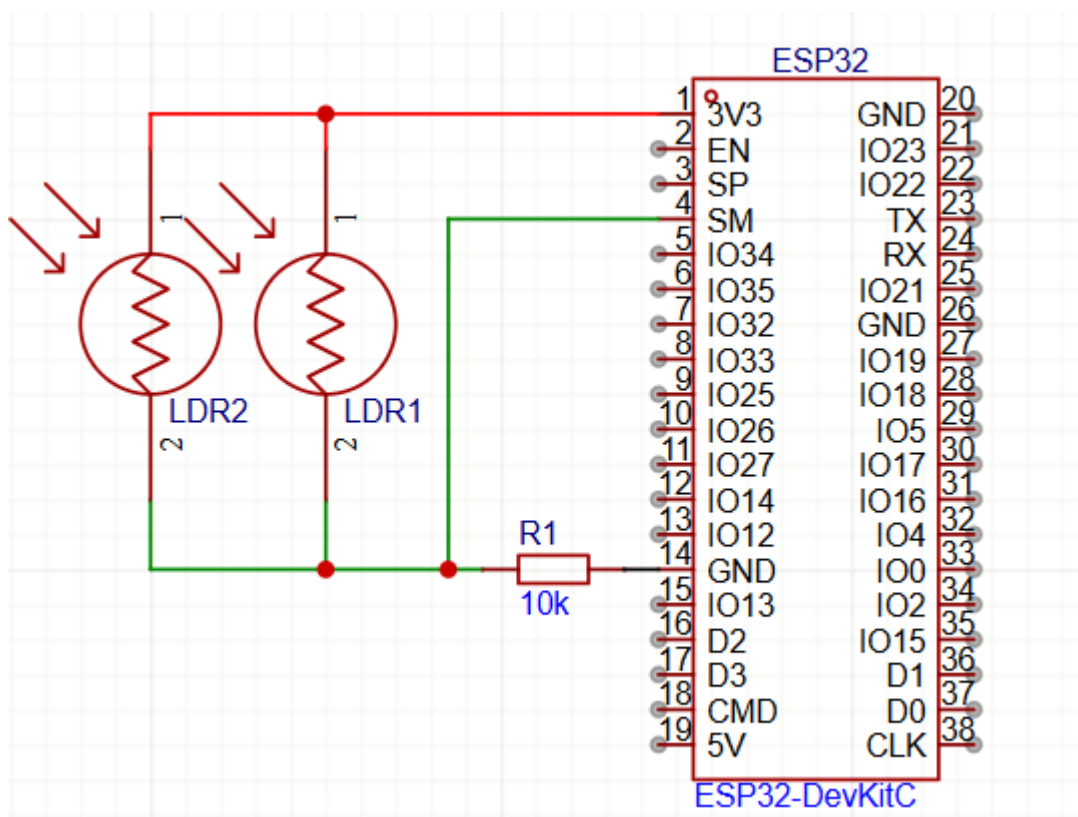 ESP32
1 3V3 GND 20
2 EN IO23 21
3 SP IO22 22
4 SM TX 23
5 IO34 RX 24
6 IO35 IO21 25
7 IO32 GND 26
8 IO33 IO19 27
9 IO25 IO18 28
10 IO26 IO5 29
11 IO27 IO17 30
12 IO14 IO16 31
13 IO12 IO4 32
14 GND IO0 33
15 IO13 IO2 34
16 D2 IO15 35
17 D3 D1 36
18 CMD D0 37
19 5V CLK 38
ESP32-DevKitC
1
LDR2
2
1
LDR1
2
R1
10k